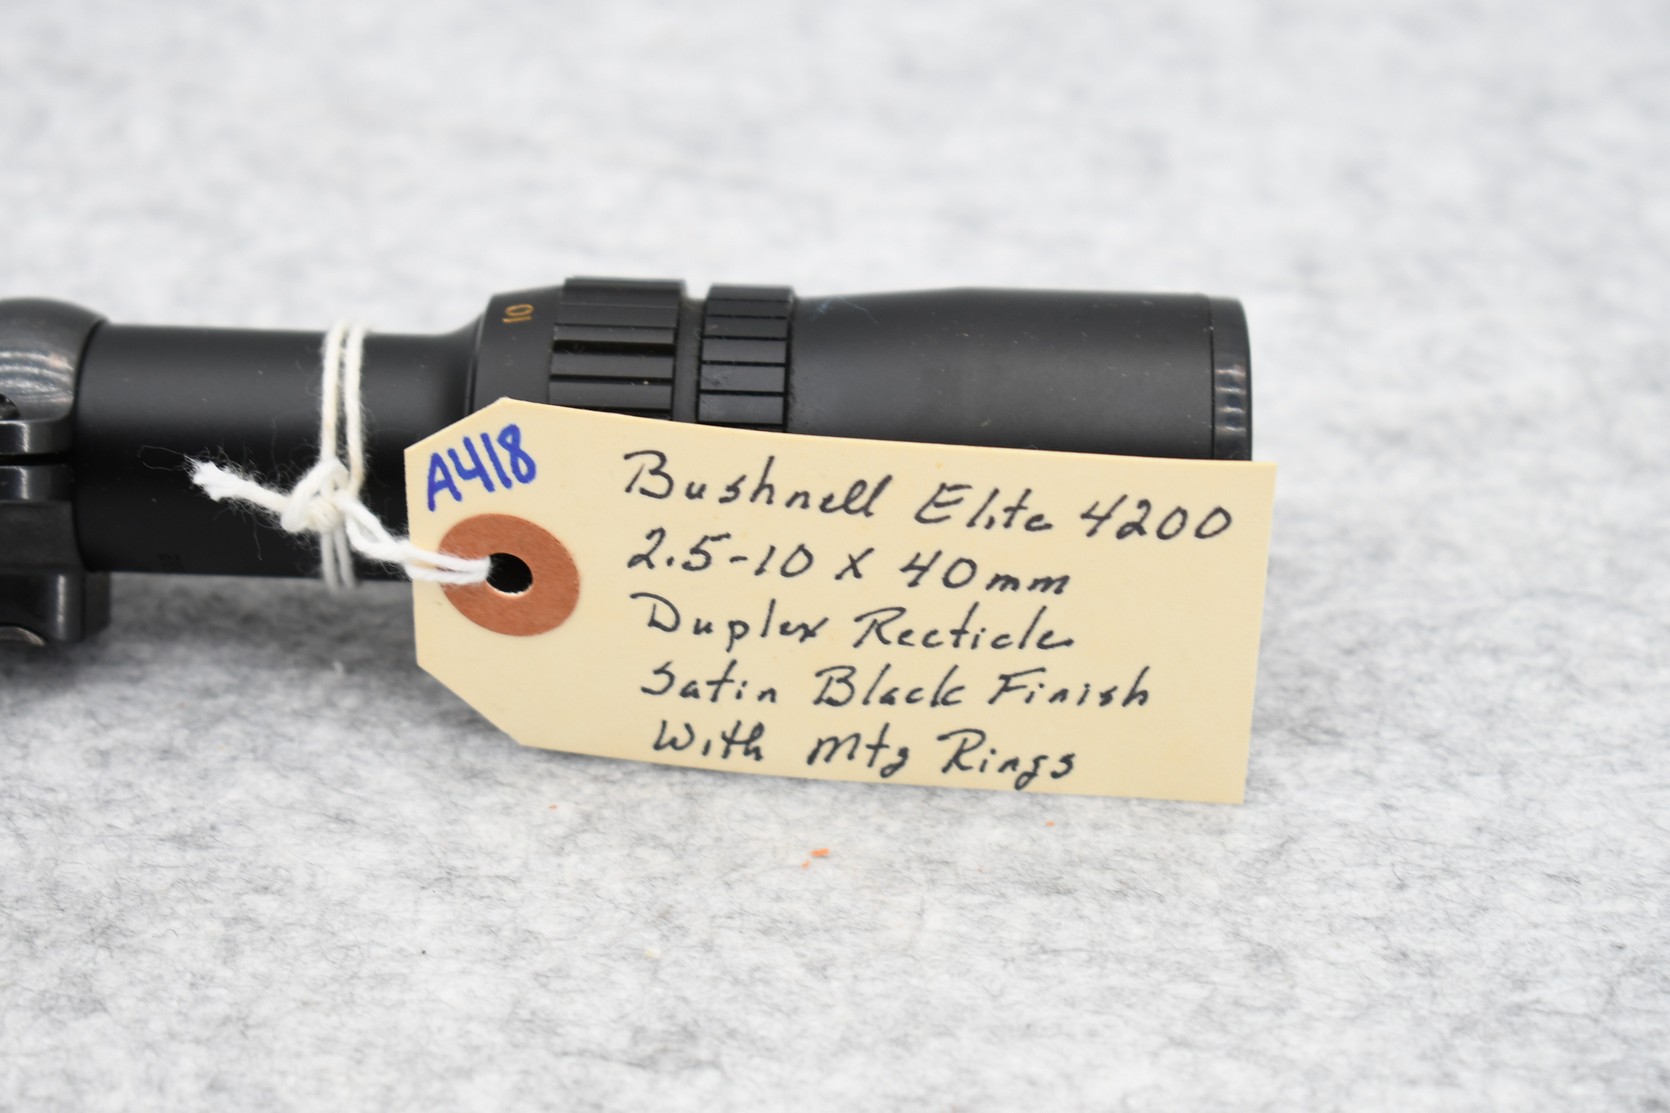 10
A418
Bushnell Elite 4200
2.5-10 X 40mm
Duplex Recticle
Satin Black Finish
With Mtg Rings